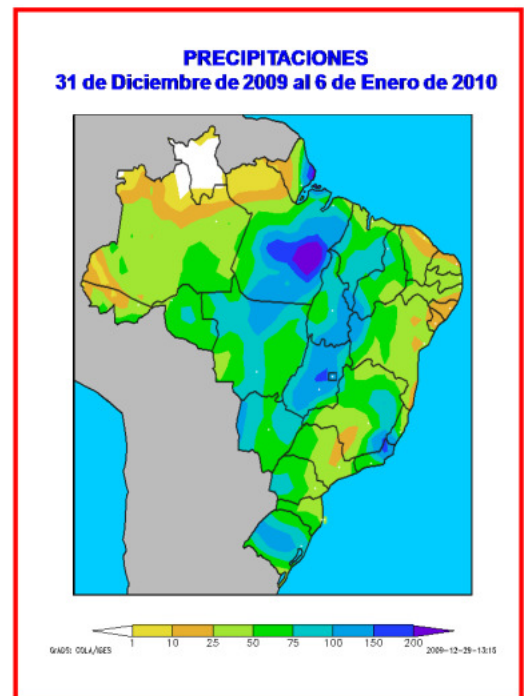 PRECIPITACIONES
31 de Diciembre de 2009 al 6 de Enero de 2010
1 10 25 50 75 100 150 200
GrADS: COLA/IGES 2009-12-29-13:15